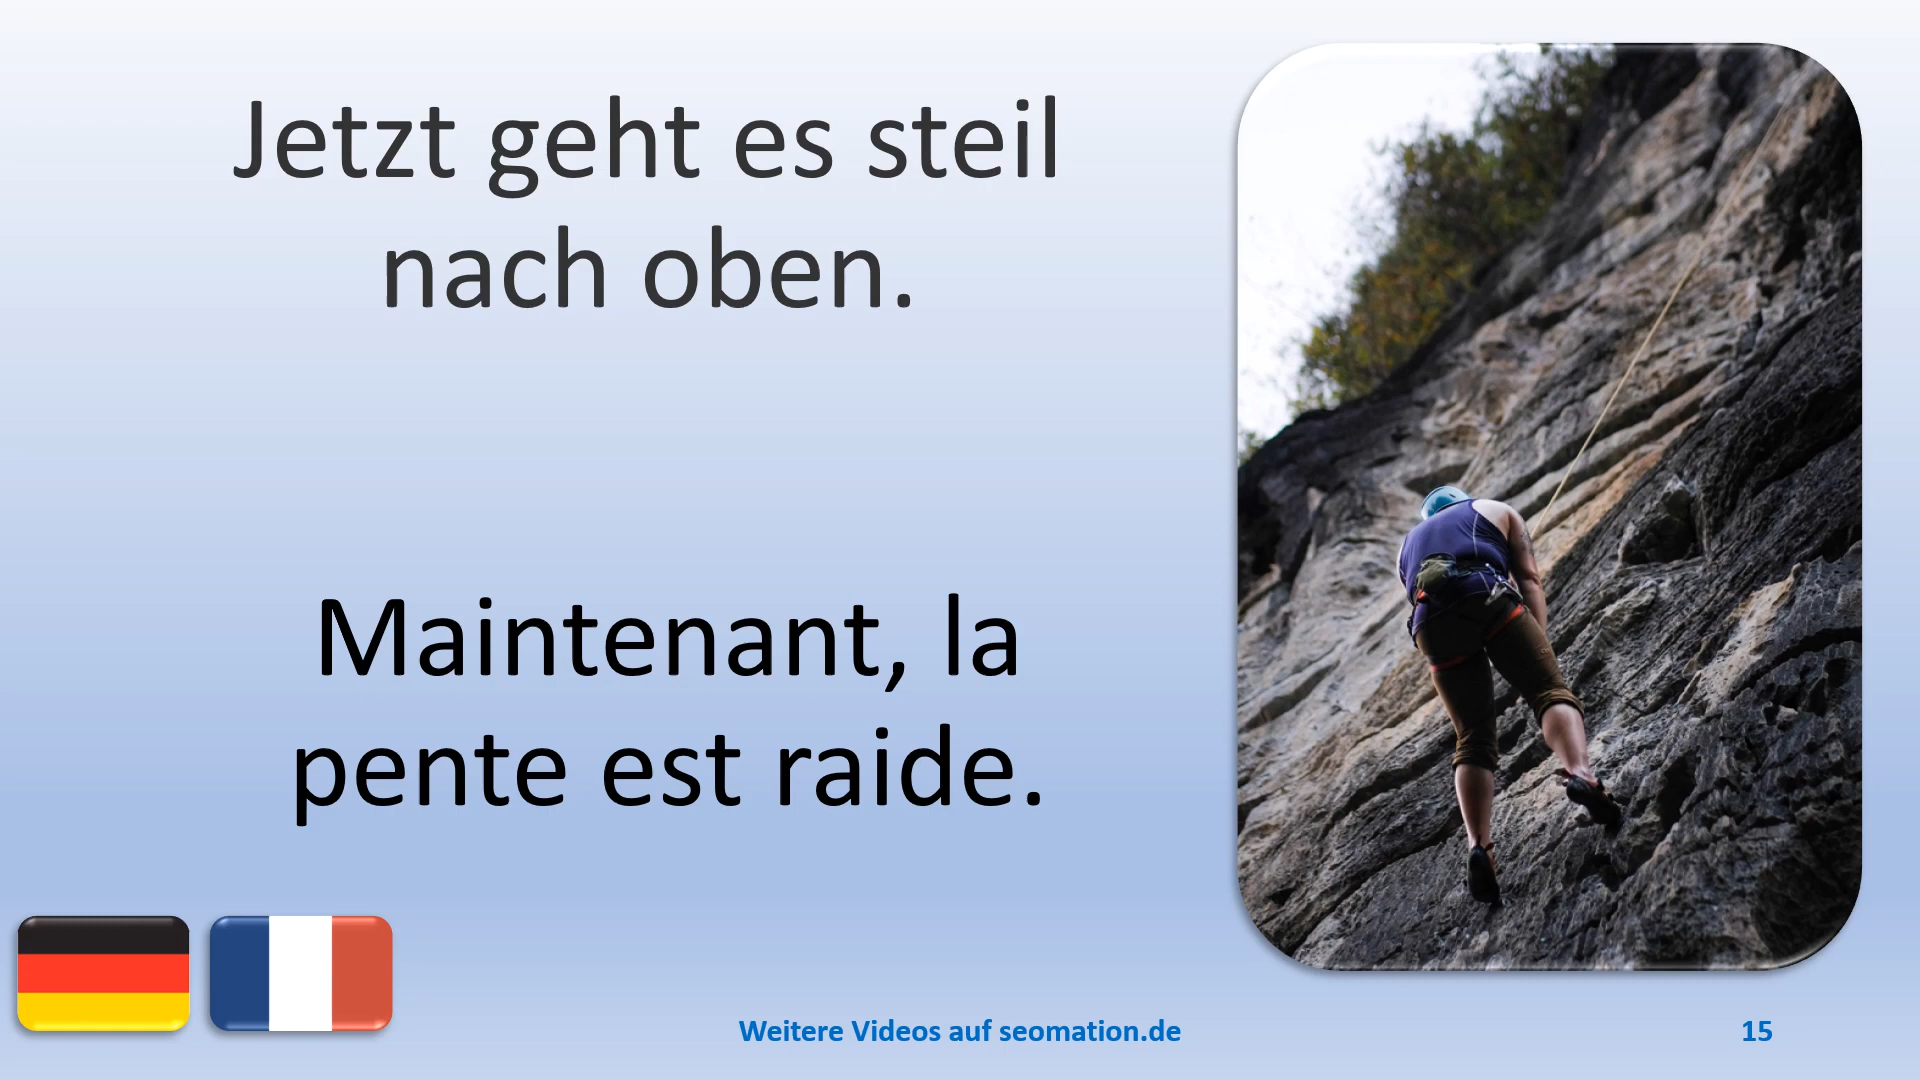 Jetzt geht es steil
nach oben.
Maintenant, la
pente est raide.
Weitere Videos auf seomation.de
15